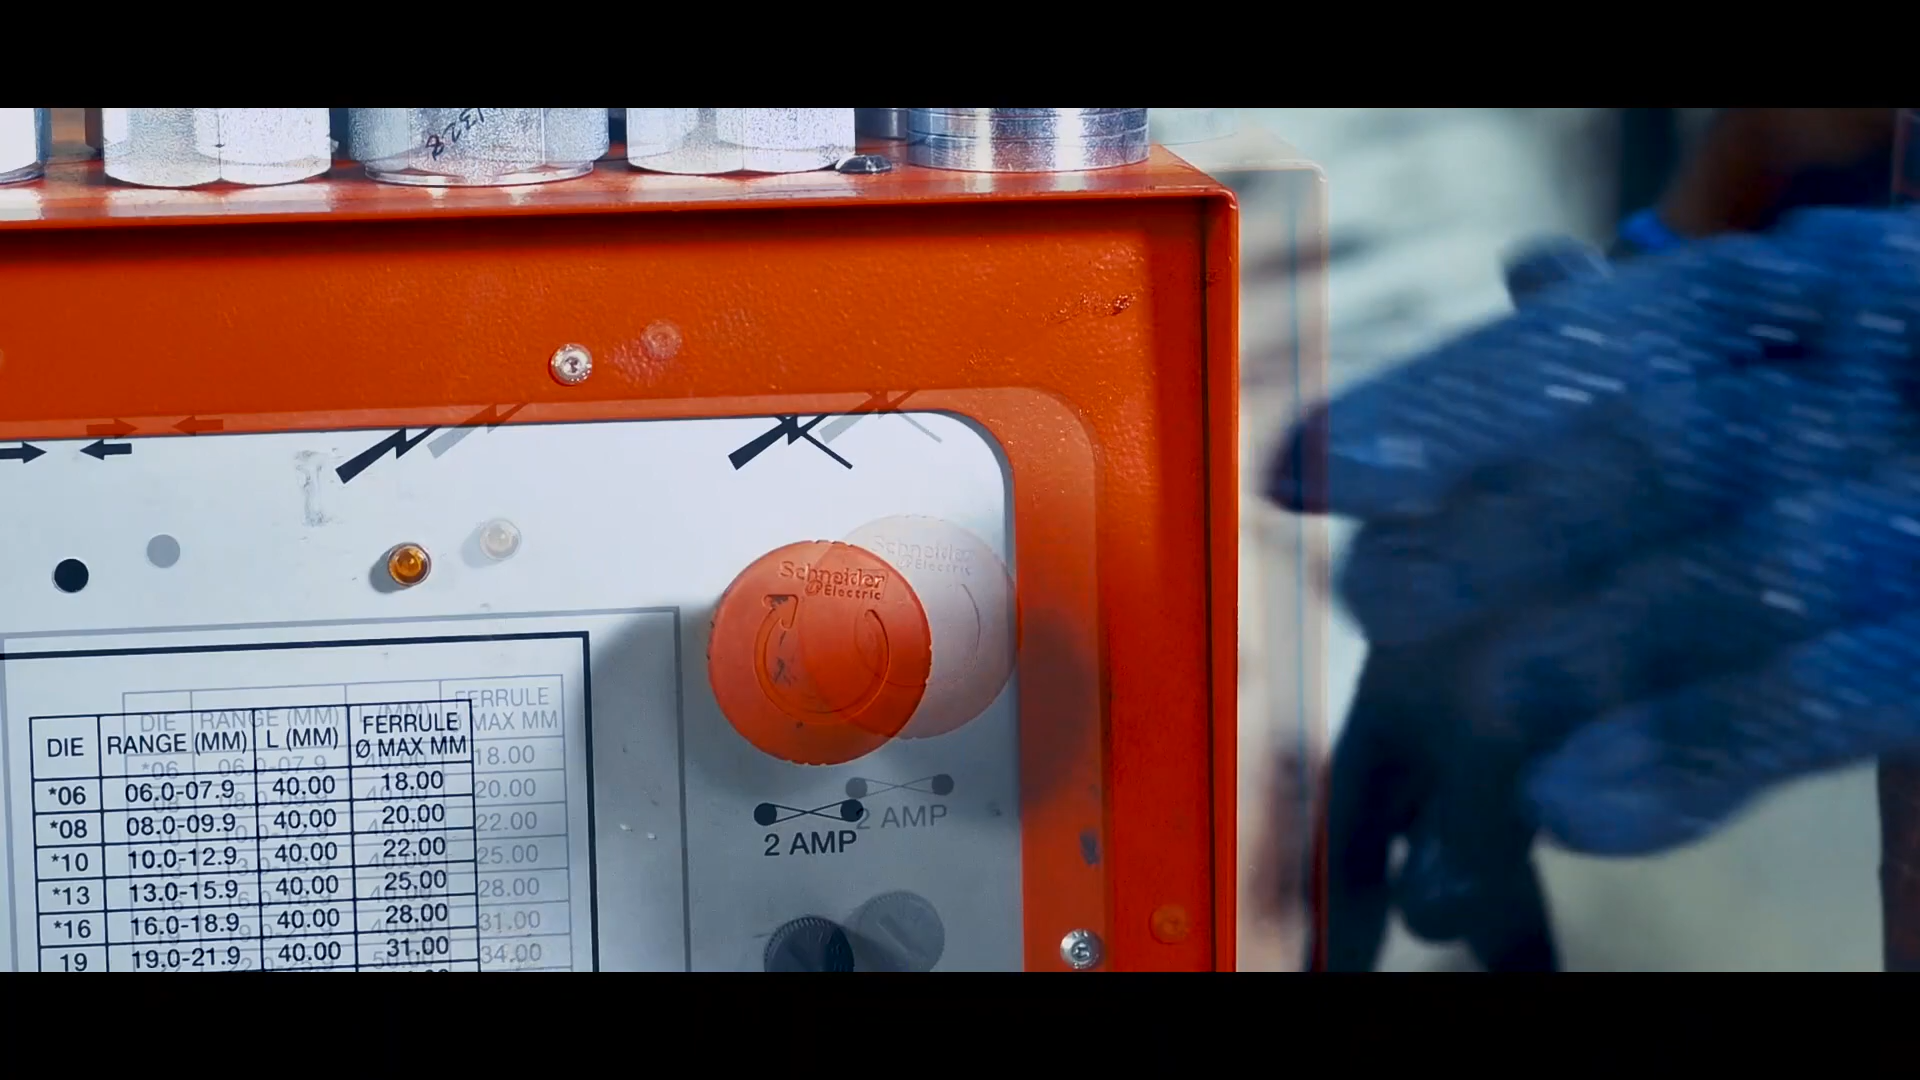 1328
Schneider
Electric
2 AMP
DIE RANGE (MM) L (MM) FERRULE Ø MAX MM
*06 06.0-07.9 40.00 18.00
*08 08.0-09.9 40.00 20.00
*10 10.0-12.9 40.00 22.00
*13 13.0-15.9 40.00 25.00
*16 16.0-18.9 40.00 28.00
19 19.0-21.9 40.00 31.00